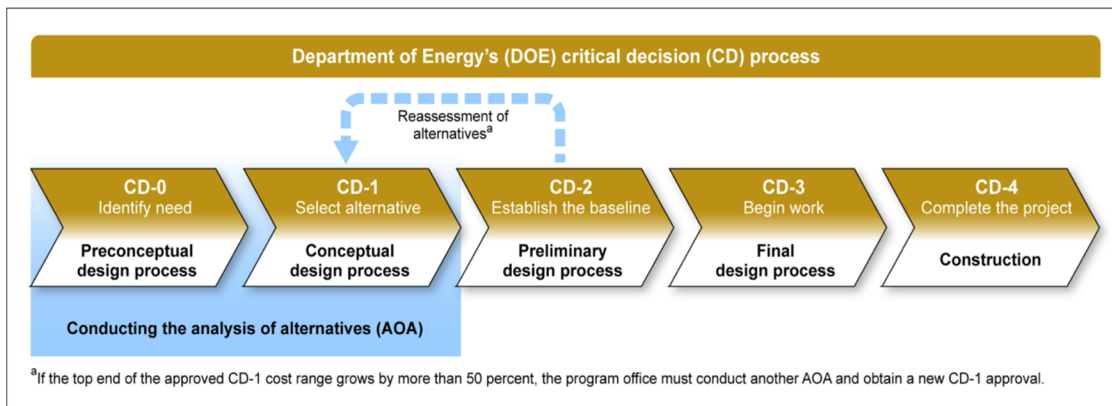 Department of Energy's (DOE) critical decision (CD) process
Reassessment of
alternativesᵃ
CD-0
Identify need
Preconceptual
design process
CD-1
Select alternative
Conceptual
design process
CD-2
Establish the baseline
Preliminary
design process
CD-3
Begin work
Final
design process
CD-4
Complete the project
Construction
Conducting the analysis of alternatives (AOA)
ᵃIf the top end of the approved CD-1 cost range grows by more than 50 percent, the program office must conduct another AOA and obtain a new CD-1 approval.